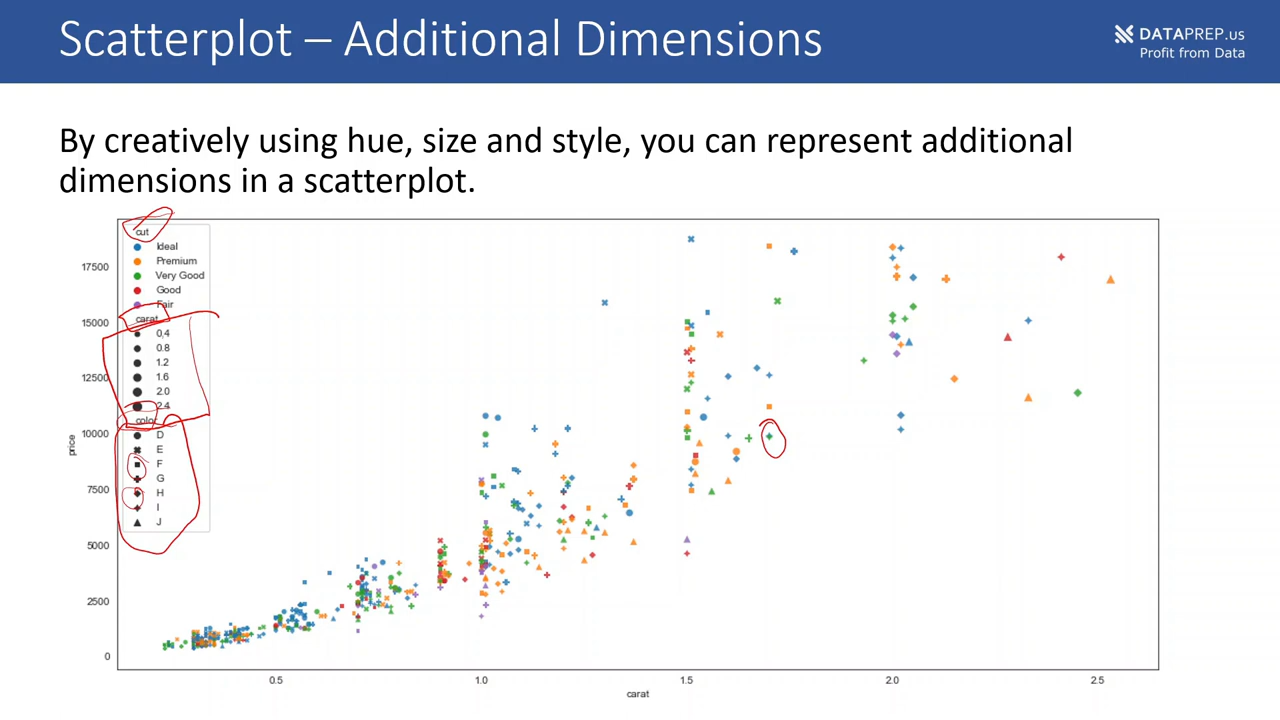 Scatterplot – Additional Dimensions
DATAPREP.US
Profit from Data
By creatively using hue, size and style, you can represent additional
dimensions in a scatterplot.
cut
Ideal
Premium
Very Good
Good
Fair
carat
0.4
0.8
1.2
1.6
2.0
2.4
color
D
E
F
G
H
I
J
17500
15000
12500
10000
7500
5000
2500
0
price
0.5
1.0
1.5
2.0
2.5
carat